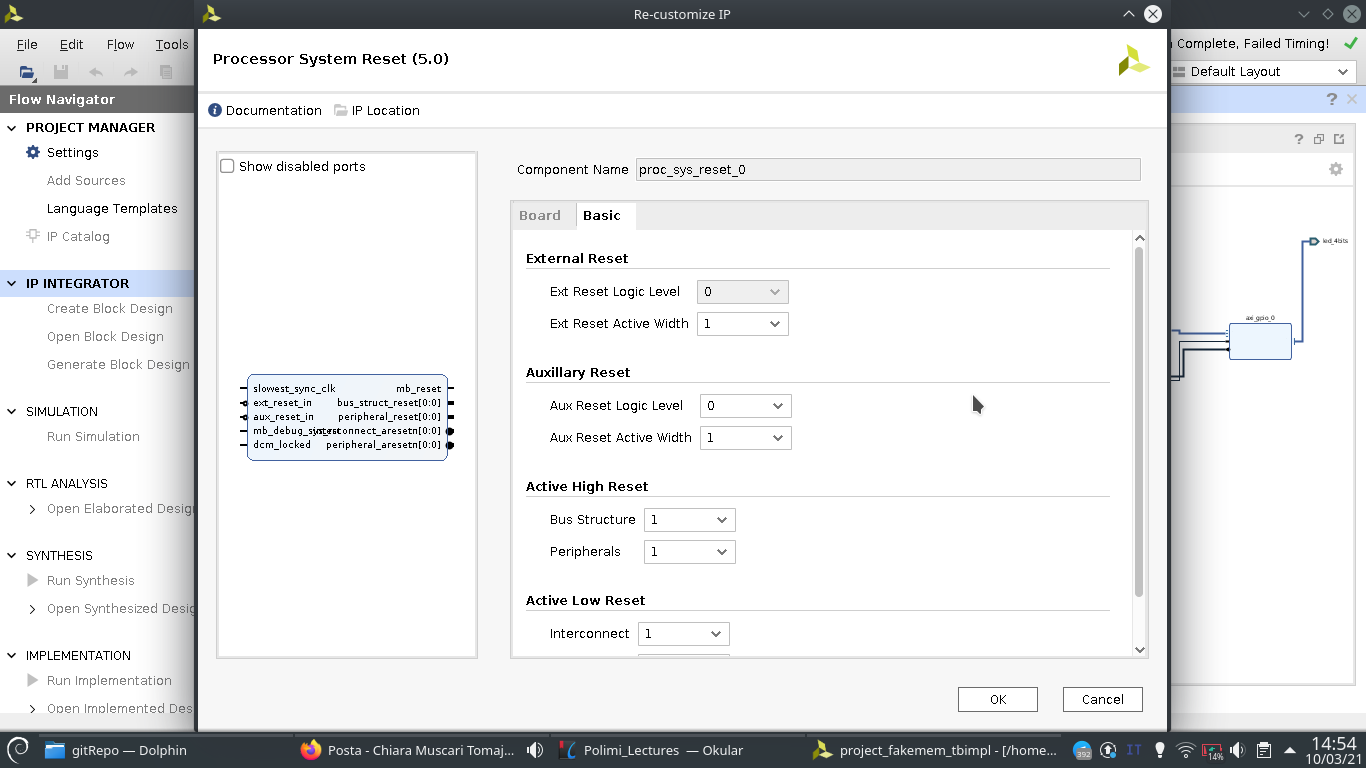 Re-customize IP
File Edit Flow Tools
Complete, Failed Timing!
Default Layout
Flow Navigator
PROJECT MANAGER
Settings
Add Sources
Language Templates
IP Catalog
IP INTEGRATOR
Create Block Design
Open Block Design
Generate Block Design
SIMULATION
Run Simulation
RTL ANALYSIS
Open Elaborated Design
SYNTHESIS
Run Synthesis
Open Synthesized Desig
IMPLEMENTATION
Run Implementation
Open Implemented Des
Processor System Reset (5.0)
Documentation IP Location
Show disabled ports
slowest_sync_clk mb_reset
ext_reset_in bus_struct_reset[0:0]
aux_reset_in peripheral_reset[0:0]
dcm_locked peripheral_aresetn[0:0]
Component Name proc_sys_reset_0
Board Basic
External Reset
Ext Reset Logic Level 0
Ext Reset Active Width 1
Auxillary Reset
Aux Reset Logic Level 0
Aux Reset Active Width 1
Active High Reset
Bus Structure 1
Peripherals 1
Active Low Reset
Interconnect 1
OK Cancel
led_4bits
axi_gpio_0
gitRepo — Dolphin
Posta - Chiara Muscari Tomaj...
Polimi_Lectures — Okular
project_fakemem_tbimpl - [/home...
392
IT
14%
14:54
10/03/21